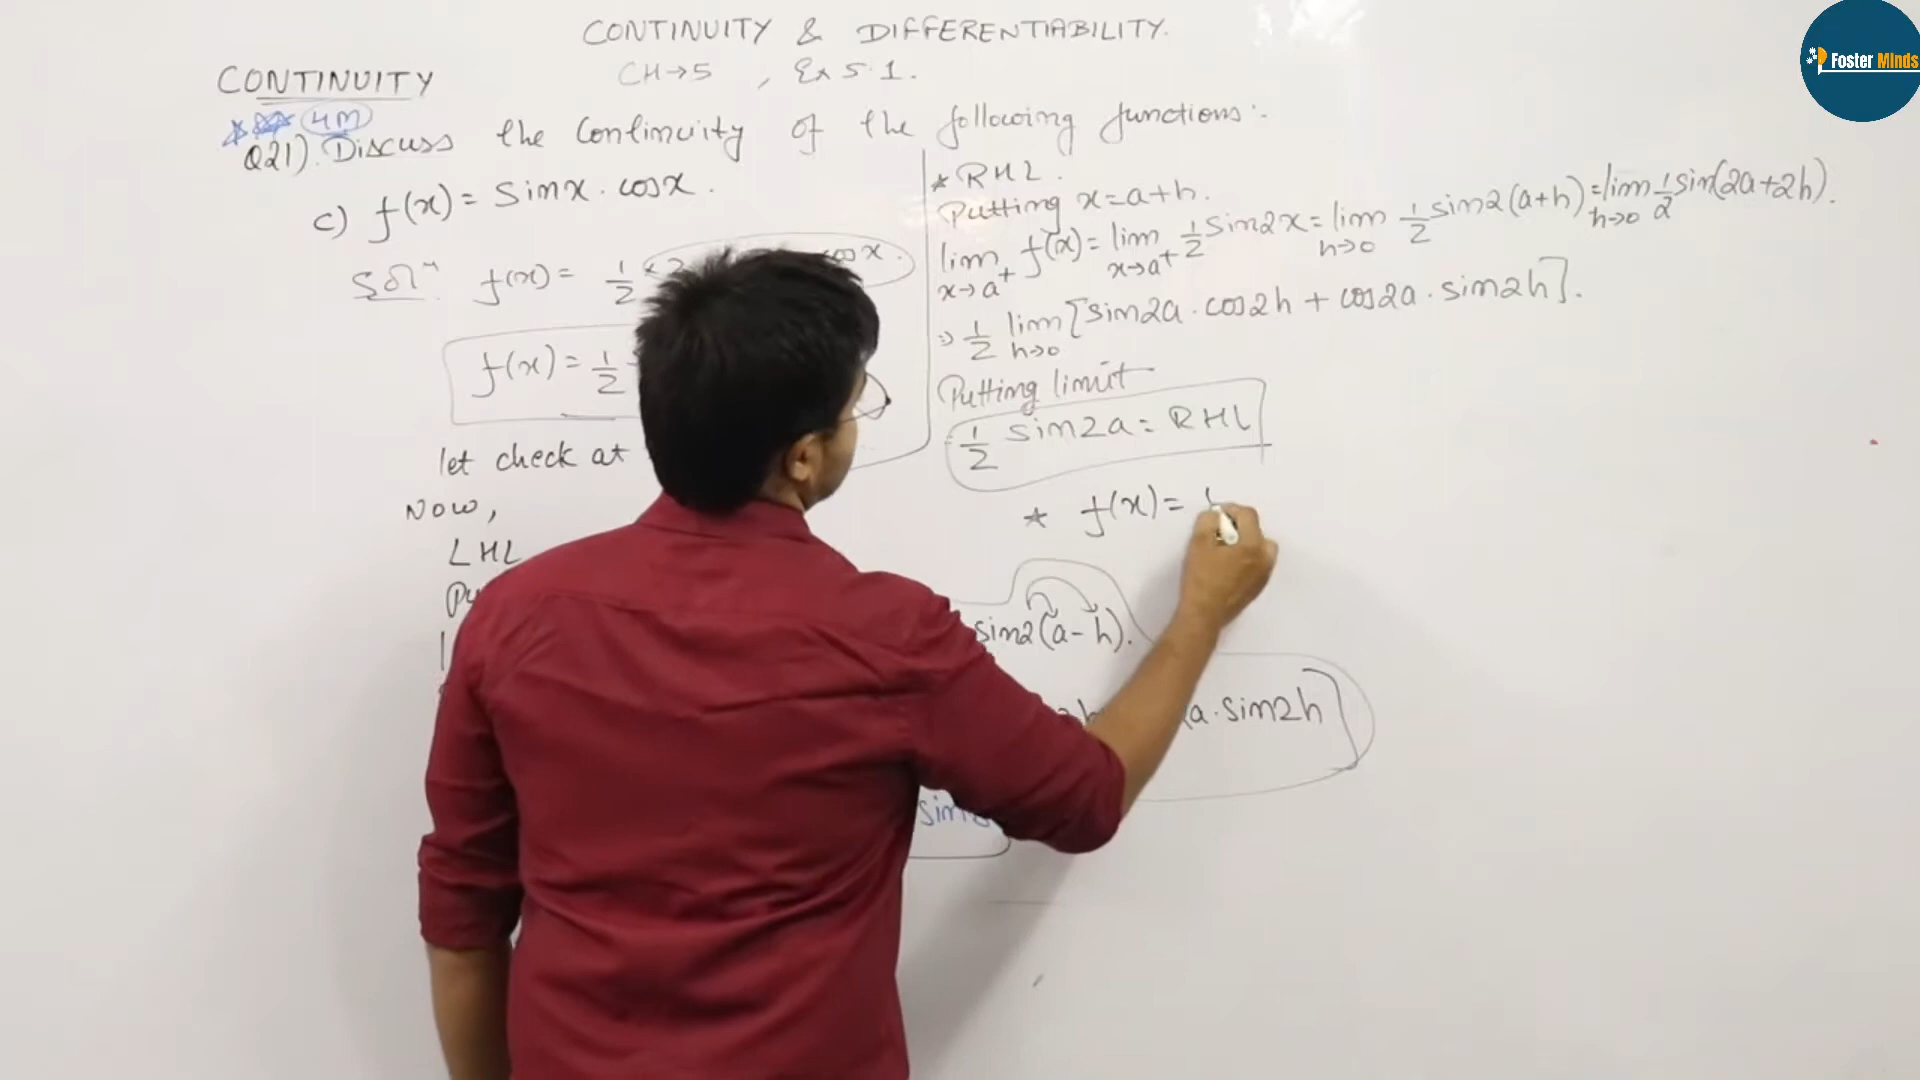 CONTINUITY & DIFFERENTIABILITY.
CH→5 , Ex 5.1.
CONTINUITY
4M
Q21). Discuss the continuity of the following functions:
c) f(x) = sinx . cosx .
Solⁿ f(x) = 1/2 × 2 cosx .
f(x) = 1/2
let check at
Now,
LHL
* RHL .
Putting x = a+h .
lim x→a⁺ f(x) = lim x→a⁺ 1/2 sin2x = lim h→0 1/2 sin2(a+h) = lim h→0 1/2 sin(2a+2h) .
⇒ 1/2 lim h→0 [sin2a . cos2h + cos2a . sin2h] .
Putting limit
1/2 sin2a = RHL
* f(x) =
sin2(a-h) .
a . sin2h ]
Foster Minds